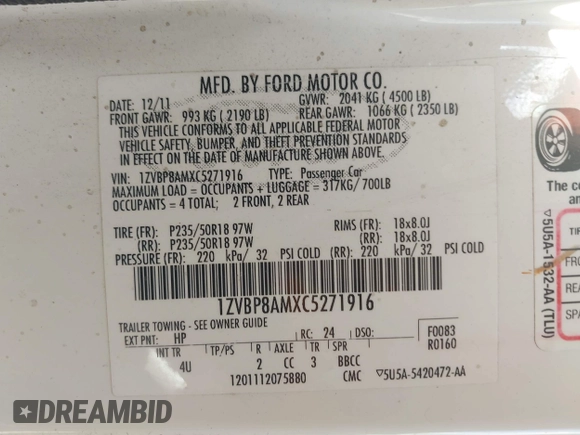 MFD. BY FORD MOTOR CO.
DATE: 12/11 GVWR: 2041 KG ( 4500 LB)
FRONT GAWR: 993 KG ( 2190 LB) REAR GAWR: 1066 KG ( 2350 LB)
THIS VEHICLE CONFORMS TO ALL APPLICABLE FEDERAL MOTOR
VEHICLE SAFETY, BUMPER, AND THEFT PREVENTION STANDARDS
IN EFFECT ON THE DATE OF MANUFACTURE SHOWN ABOVE.
VIN: 1ZVBP8AMXC5271916 TYPE: Passenger Car
MAXIMUM LOAD = OCCUPANTS + LUGGAGE = 317KG/ 700LB
OCCUPANTS = 4 TOTAL; 2 FRONT, 2 REAR
TIRE (FR): P235/50R18 97W RIMS (FR): 18x8.0J
(RR): P235/50R18 97W (RR): 18x8.0J
PRESSURE (FR): 220 kPa/ 32 PSI COLD (RR): 220 kPa/ 32 PSI COLD
1ZVBP8AMXC5271916
TRAILER TOWING - SEE OWNER GUIDE
EXT PNT: HP RC: 24 DSO: F0083
R0160
INT TR TP/PS R AXLE TR SPR
4U 2 CC 3 BBCC
1201112075880 CMC ▽5U5A-5420472-AA
▽5U5A-1532-AA (TLU)
The co
an
TIR
FRO
REA
SPA
DREAMBID